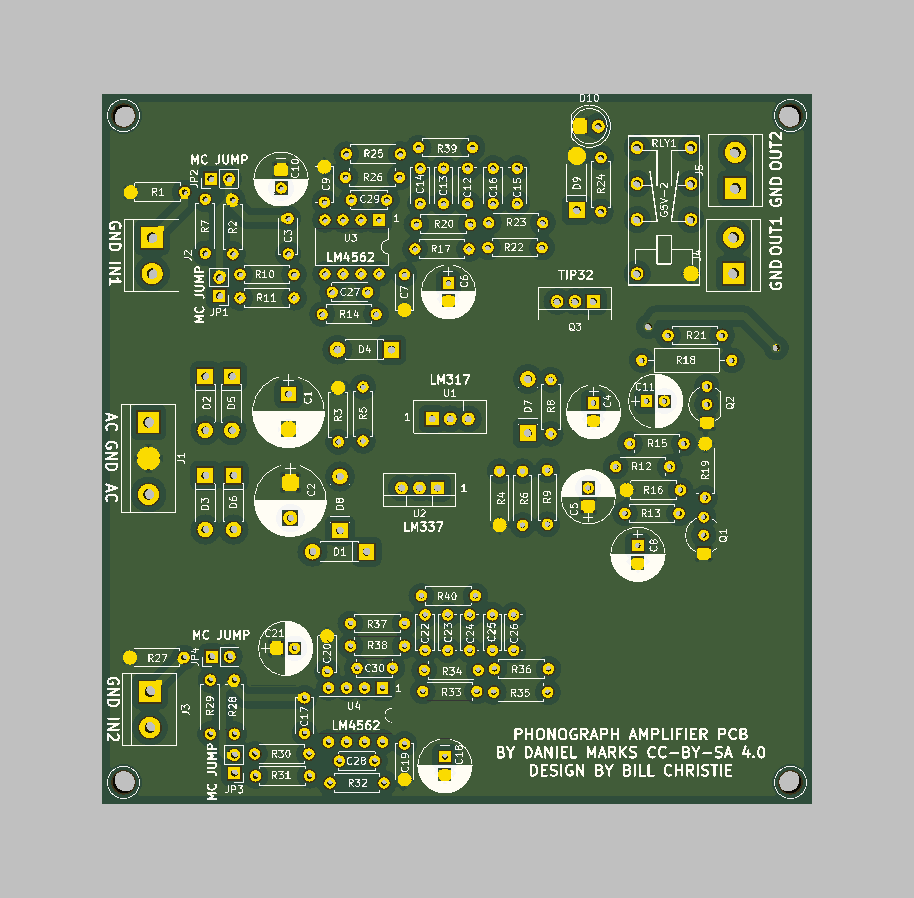 D10
MC JUMP
JP2
C10
R1
R7
R2
C3
GND IN1
J2
MC JUMP
JP1
R10
R11
R25
R26
C9
C29
1
U3
LM4562
C27
R14
C7
D4
R39
C14
C13
C12
C16
C15
R20
R23
R17
R22
C6
D9
R24
RLY1
G5V-2
J5
GND OUT2
J4
GND OUT1
TIP32
Q3
R21
R18
C11
Q2
AC GND AC
J1
D2
D5
C1
R3
R5
LM317
U1
1
D7
R8
C4
R15
R12
R19
R16
R13
C5
Q1
C8
D3
D6
C2
D8
D1
1
U2
LM337
R4
R6
R9
MC JUMP
JP4
C21
R27
R29
R28
GND IN2
J3
MC JUMP
JP3
C17
R30
R31
R37
R38
C20
C30
1
U4
LM4562
C28
R32
C19
C18
R40
C22
C23
C24
C25
C26
R34
R36
R33
R35
PHONOGRAPH AMPLIFIER PCB
BY DANIEL MARKS CC-BY-SA 4.0
DESIGN BY BILL CHRISTIE